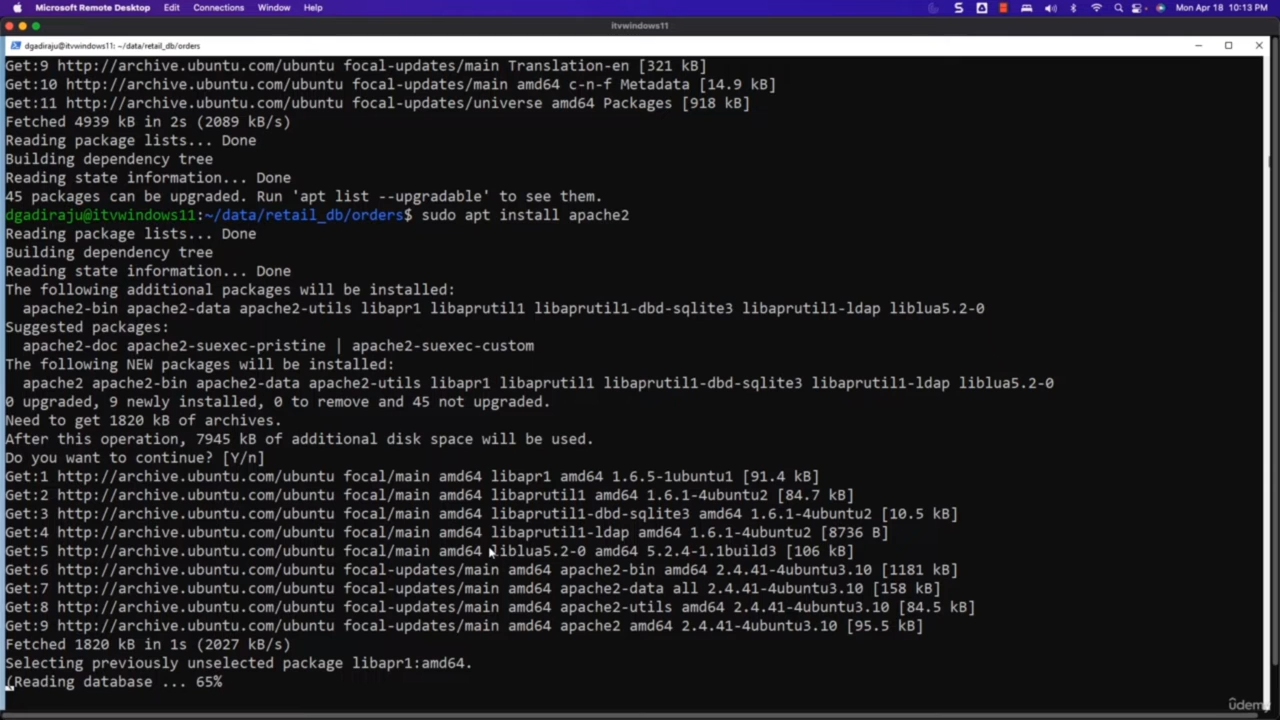 Microsoft Remote Desktop Edit Connections Window Help Mon Apr 18 10:13 PM
itvwindows11
dgadiraju@itvwindows11: ~/data/retail_db/orders
Get:9 http://archive.ubuntu.com/ubuntu focal-updates/main Translation-en [321 kB]
Get:10 http://archive.ubuntu.com/ubuntu focal-updates/main amd64 c-n-f Metadata [14.9 kB]
Get:11 http://archive.ubuntu.com/ubuntu focal-updates/universe amd64 Packages [918 kB]
Fetched 4939 kB in 2s (2089 kB/s)
Reading package lists... Done
Building dependency tree
Reading state information... Done
45 packages can be upgraded. Run 'apt list --upgradable' to see them.
dgadiraju@itvwindows11:~/data/retail_db/orders$ sudo apt install apache2
Reading package lists... Done
Building dependency tree
Reading state information... Done
The following additional packages will be installed:
apache2-bin apache2-data apache2-utils libapr1 libaprutil1 libaprutil1-dbd-sqlite3 libaprutil1-ldap liblua5.2-0
Suggested packages:
apache2-doc apache2-suexec-pristine | apache2-suexec-custom
The following NEW packages will be installed:
apache2 apache2-bin apache2-data apache2-utils libapr1 libaprutil1 libaprutil1-dbd-sqlite3 libaprutil1-ldap liblua5.2-0
0 upgraded, 9 newly installed, 0 to remove and 45 not upgraded.
Need to get 1820 kB of archives.
After this operation, 7945 kB of additional disk space will be used.
Do you want to continue? [Y/n]
Get:1 http://archive.ubuntu.com/ubuntu focal/main amd64 libapr1 amd64 1.6.5-1ubuntu1 [91.4 kB]
Get:2 http://archive.ubuntu.com/ubuntu focal/main amd64 libaprutil1 amd64 1.6.1-4ubuntu2 [84.7 kB]
Get:3 http://archive.ubuntu.com/ubuntu focal/main amd64 libaprutil1-dbd-sqlite3 amd64 1.6.1-4ubuntu2 [10.5 kB]
Get:4 http://archive.ubuntu.com/ubuntu focal/main amd64 libaprutil1-ldap amd64 1.6.1-4ubuntu2 [8736 B]
Get:5 http://archive.ubuntu.com/ubuntu focal/main amd64 liblua5.2-0 amd64 5.2.4-1.1build3 [106 kB]
Get:6 http://archive.ubuntu.com/ubuntu focal-updates/main amd64 apache2-bin amd64 2.4.41-4ubuntu3.10 [1181 kB]
Get:7 http://archive.ubuntu.com/ubuntu focal-updates/main amd64 apache2-data all 2.4.41-4ubuntu3.10 [158 kB]
Get:8 http://archive.ubuntu.com/ubuntu focal-updates/main amd64 apache2-utils amd64 2.4.41-4ubuntu3.10 [84.5 kB]
Get:9 http://archive.ubuntu.com/ubuntu focal-updates/main amd64 apache2 amd64 2.4.41-4ubuntu3.10 [95.5 kB]
Fetched 1820 kB in 1s (2027 kB/s)
Selecting previously unselected package libapr1:amd64.
(Reading database ... 65%
udemy